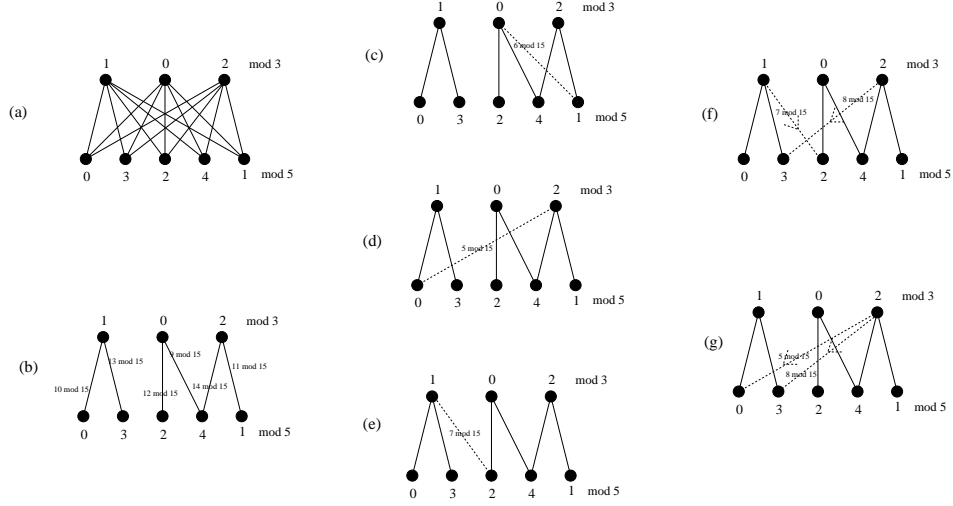 (a)
1 0 2 mod 3
0 3 2 4 1 mod 5
(b)
1 0 2 mod 3
13 mod 15 9 mod 15 11 mod 15
10 mod 15 12 mod 15 14 mod 15
0 3 2 4 1 mod 5
(c)
1 0 2 mod 3
6 mod 15
0 3 2 4 1 mod 5
(d)
1 0 2 mod 3
5 mod 15
0 3 2 4 1 mod 5
(e)
1 0 2 mod 3
7 mod 15
0 3 2 4 1 mod 5
(f)
1 0 2 mod 3
7 mod 15 8 mod 15
0 3 2 4 1 mod 5
(g)
1 0 2 mod 3
5 mod 15
8 mod 15
0 3 2 4 1 mod 5